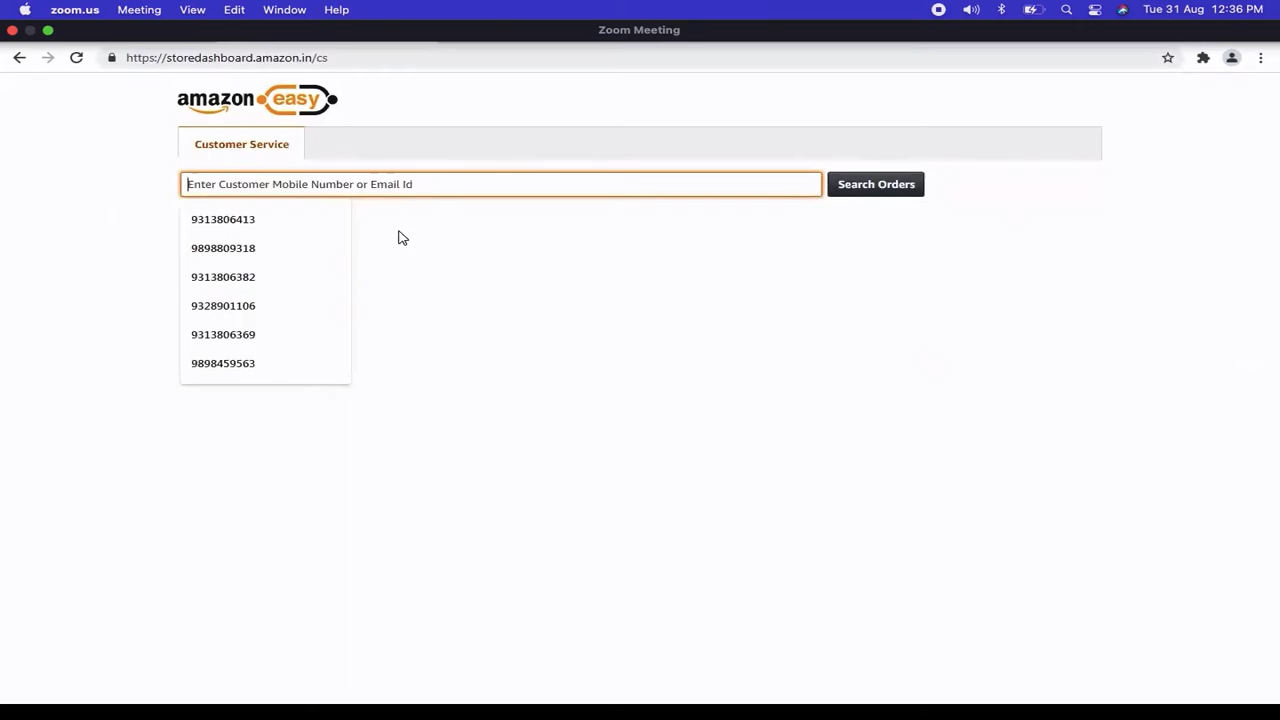 zoom.us Meeting View Edit Window Help Tue 31 Aug 12:36 PM
Zoom Meeting
https://storedashboard.amazon.in/cs
amazon easy
Customer Service
Enter Customer Mobile Number or Email Id Search Orders
9313806413
9898809318
9313806382
9328901106
9313806369
9898459563